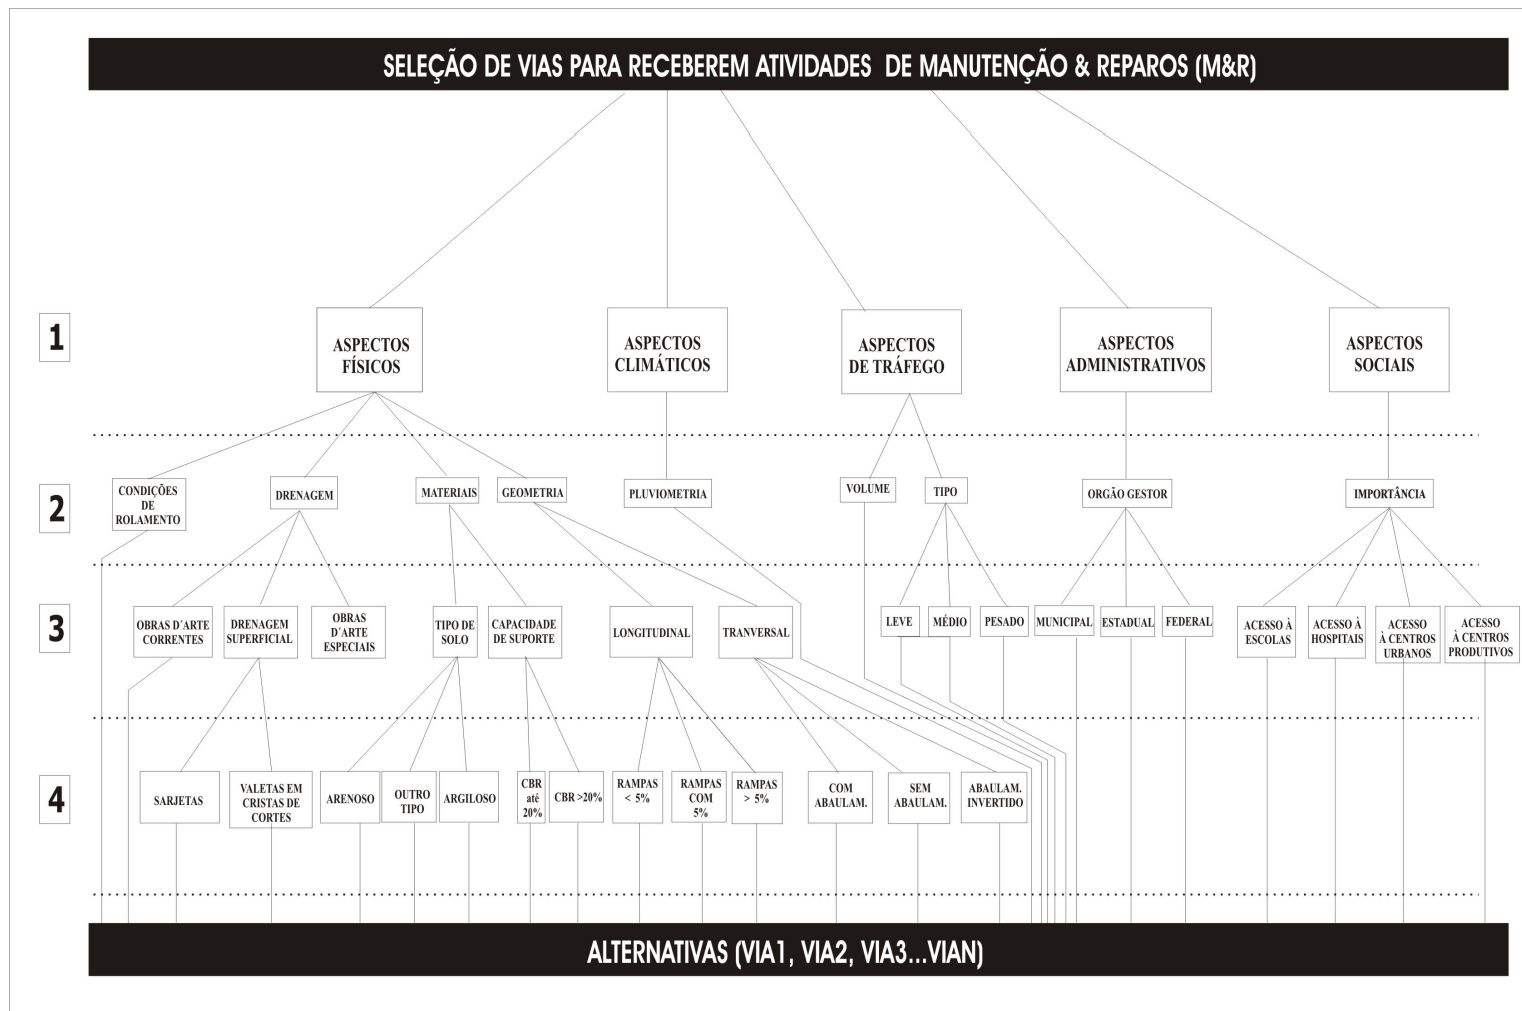 SELEÇÃO DE VIAS PARA RECEBEREM ATIVIDADES DE MANUTENÇÃO & REPAROS (M&R)
1
ASPECTOS
FÍSICOS
ASPECTOS
CLIMÁTICOS
ASPECTOS
DE TRÁFEGO
ASPECTOS
ADMINISTRATIVOS
ASPECTOS
SOCIAIS
2
CONDIÇÕES
DE
ROLAMENTO
DRENAGEM
MATERIAIS
GEOMETRIA
PLUVIOMETRIA
VOLUME
TIPO
ORGÃO GESTOR
IMPORTÂNCIA
3
OBRAS D´ARTE
CORRENTES
DRENAGEM
SUPERFICIAL
OBRAS
D´ARTE
ESPECIAIS
TIPO DE
SOLO
CAPACIDADE
DE SUPORTE
LONGITUDINAL
TRANVERSAL
LEVE
MÉDIO
PESADO
MUNICIPAL
ESTADUAL
FEDERAL
ACESSO À
ESCOLAS
ACESSO À
HOSPITAIS
ACESSO
À CENTROS
URBANOS
ACESSO
À CENTROS
PRODUTIVOS
4
SARJETAS
VALETAS EM
CRISTAS DE
CORTES
ARENOSO
OUTRO
TIPO
ARGILOSO
CBR
até
20%
CBR >20%
RAMPAS
< 5%
RAMPAS
COM
5%
RAMPAS
> 5%
COM
ABAULAM.
SEM
ABAULAM.
ABAULAM.
INVERTIDO
ALTERNATIVAS (VIA1, VIA2, VIA3...VIAN)